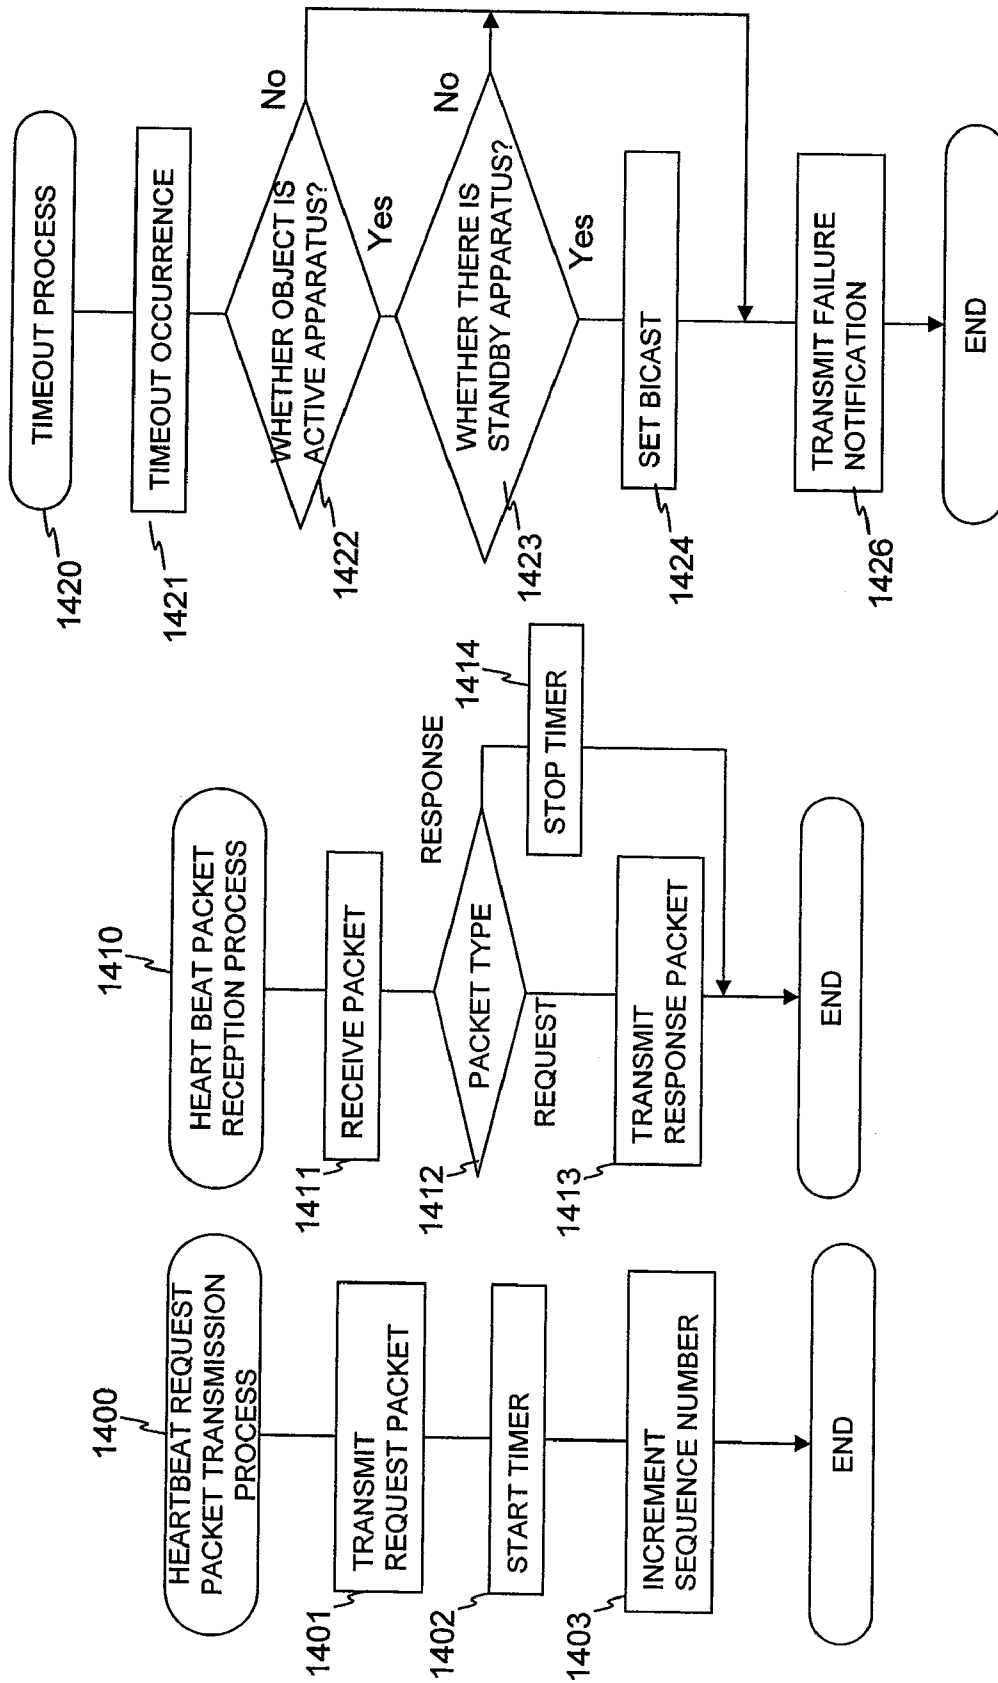 1400
HEARTBEAT REQUEST
PACKET TRANSMISSION
PROCESS
1401
TRANSMIT
REQUEST PACKET
1402
START TIMER
1403
INCREMENT
SEQUENCE NUMBER
END
1410
HEART BEAT PACKET
RECEPTION PROCESS
1411
RECEIVE PACKET
1412
PACKET TYPE
RESPONSE
1414
STOP TIMER
REQUEST
1413
TRANSMIT
RESPONSE PACKET
END
1420
TIMEOUT PROCESS
1421
TIMEOUT OCCURRENCE
1422
WHETHER OBJECT IS
ACTIVE APPARATUS?
No
Yes
1423
WHETHER THERE IS
STANDBY APPARATUS?
No
Yes
1424
SET BICAST
1426
TRANSMIT FAILURE
NOTIFICATION
END